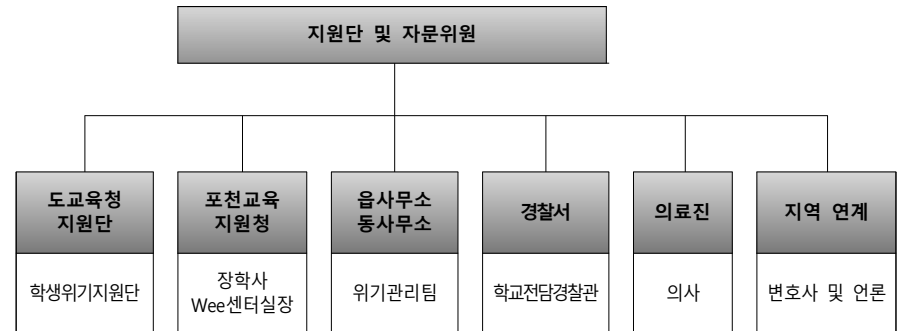 지원단 및 자문위원
도교육청
지원단
포천교육
지원청
읍사무소
동사무소
경찰서
의료진
지역 연계
학생위기지원단
장학사
Wee센터실장
위기관리팀
학교전담경찰관
의사
변호사 및 언론